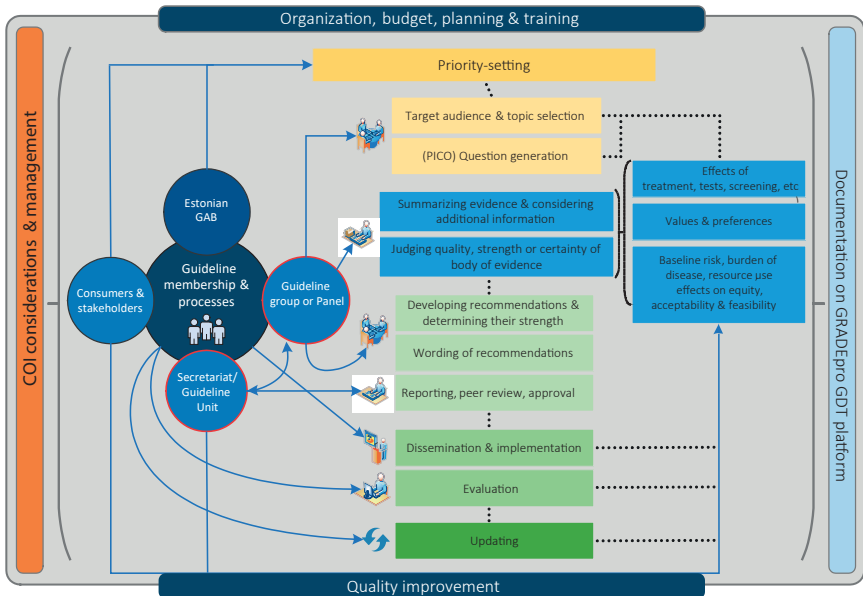 Organization, budget, planning & training
COI considerations & management
Documentation on GRADEpro GDT platform
Priority-setting
Target audience & topic selection
(PICO) Question generation
Estonian
GAB
Guideline
membership &
processes
Consumers &
stakeholders
Guideline
group or Panel
Secretariat/
Guideline
Unit
Summarizing evidence & considering
additional information
Judging quality, strength or certainty of
body of evidence
Effects of
treatment, tests, screening, etc
Values & preferences
Baseline risk, burden of
disease, resource use
effects on equity,
acceptability & feasibility
Developing recommendations &
determining their strength
Wording of recommendations
Reporting, peer review, approval
Dissemination & implementation
Evaluation
Updating
Quality improvement